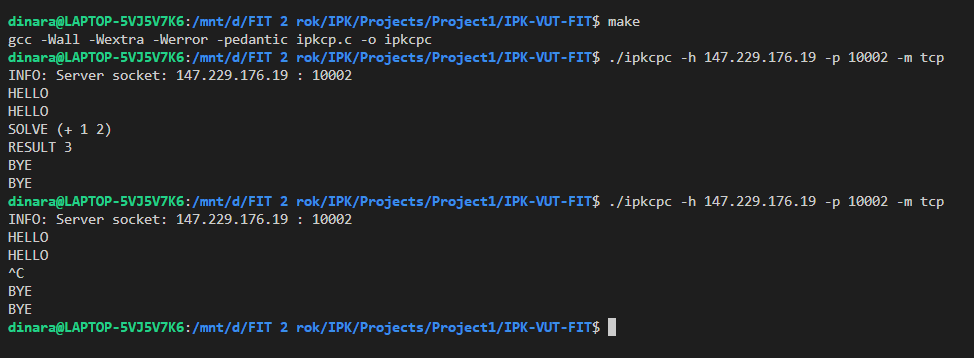 dinara@LAPTOP-5VJ5V7K6:/mnt/d/FIT 2 rok/IPK/Projects/Project1/IPK-VUT-FIT$ make
gcc -Wall -Wextra -Werror -pedantic ipkcp.c -o ipkcpc
dinara@LAPTOP-5VJ5V7K6:/mnt/d/FIT 2 rok/IPK/Projects/Project1/IPK-VUT-FIT$ ./ipkcpc -h 147.229.176.19 -p 10002 -m tcp
INFO: Server socket: 147.229.176.19 : 10002
HELLO
HELLO
SOLVE (+ 1 2)
RESULT 3
BYE
BYE
dinara@LAPTOP-5VJ5V7K6:/mnt/d/FIT 2 rok/IPK/Projects/Project1/IPK-VUT-FIT$ ./ipkcpc -h 147.229.176.19 -p 10002 -m tcp
INFO: Server socket: 147.229.176.19 : 10002
HELLO
HELLO
^C
BYE
BYE
dinara@LAPTOP-5VJ5V7K6:/mnt/d/FIT 2 rok/IPK/Projects/Project1/IPK-VUT-FIT$